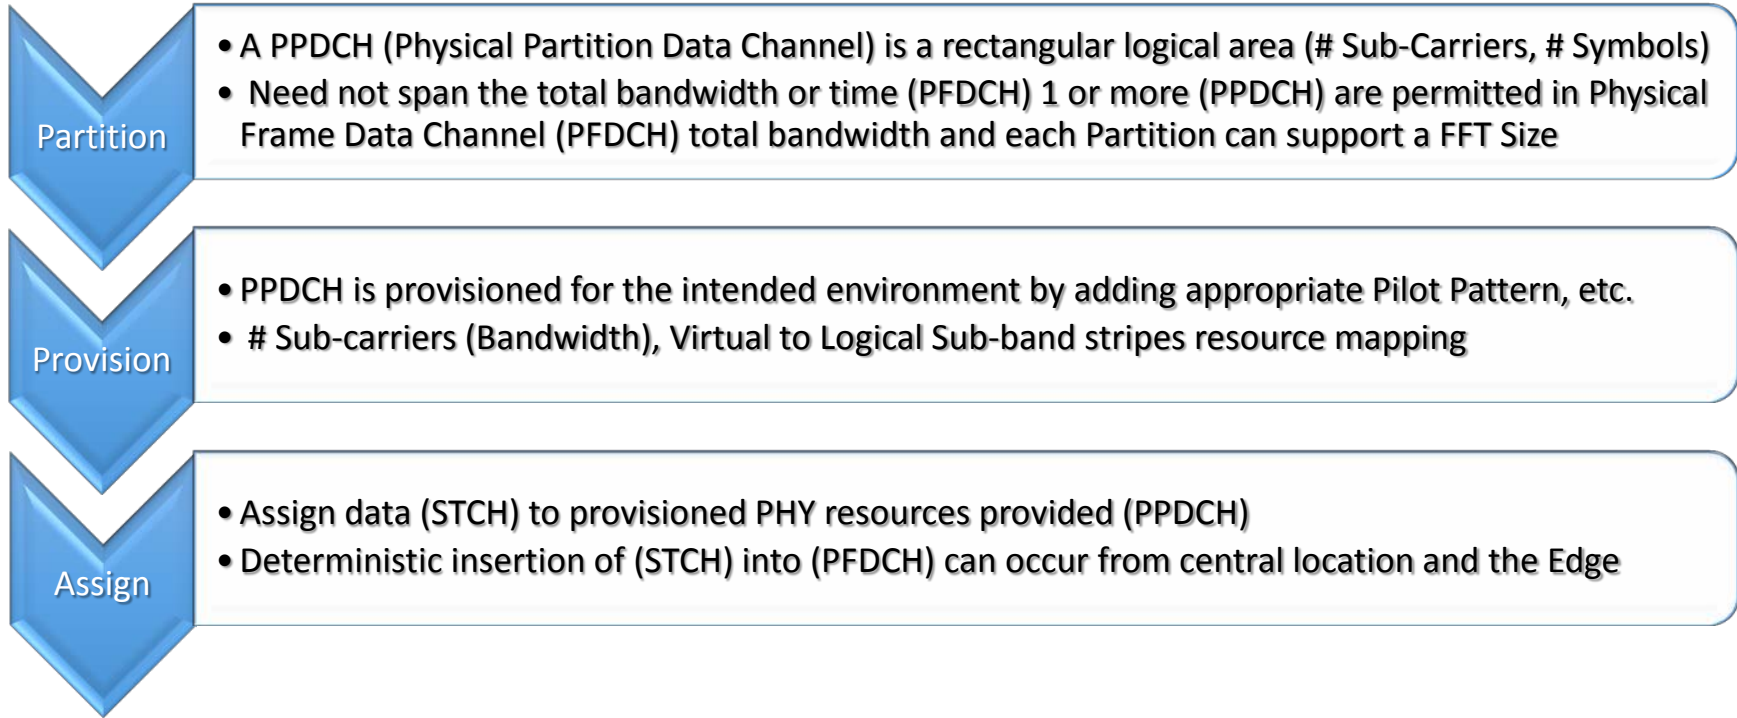 Partition
• A PPDCH (Physical Partition Data Channel) is a rectangular logical area (# Sub-Carriers, # Symbols)
• Need not span the total bandwidth or time (PFDCH) 1 or more (PPDCH) are permitted in Physical
Frame Data Channel (PFDCH) total bandwidth and each Partition can support a FFT Size
Provision
• PPDCH is provisioned for the intended environment by adding appropriate Pilot Pattern, etc.
• # Sub-carriers (Bandwidth), Virtual to Logical Sub-band stripes resource mapping
Assign
• Assign data (STCH) to provisioned PHY resources provided (PPDCH)
• Deterministic insertion of (STCH) into (PFDCH) can occur from central location and the Edge